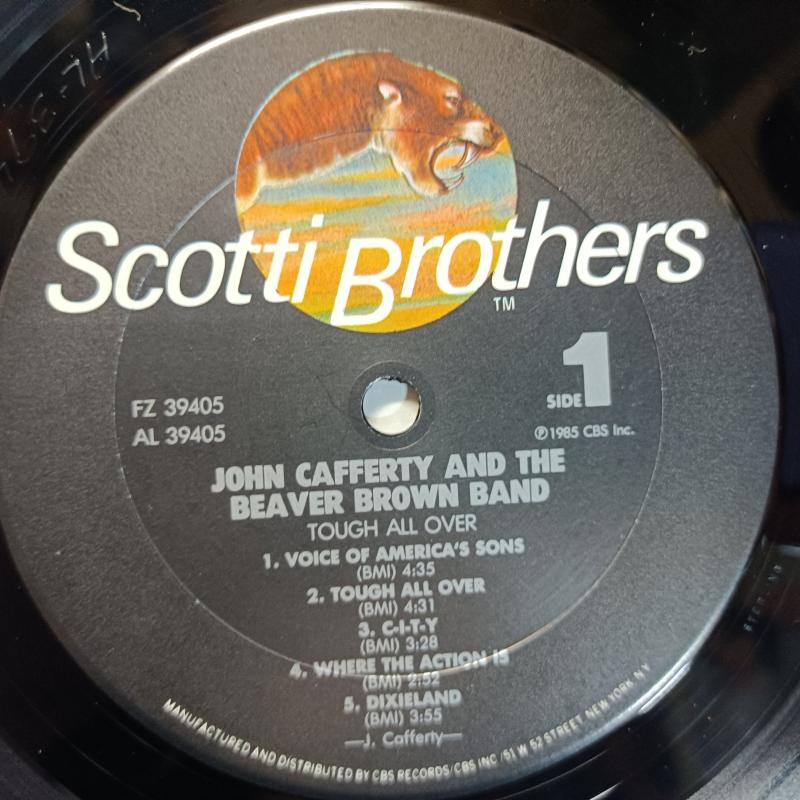 Scotti Brothers
TM
FZ 39405
AL 39405
SIDE 1
℗1985 CBS Inc.
JOHN CAFFERTY AND THE
BEAVER BROWN BAND
TOUGH ALL OVER
1. VOICE OF AMERICA'S SONS
(BMI) 4:35
2. TOUGH ALL OVER
(BMI) 4:31
3. C-I-T-Y
(BMI) 3:28
4. WHERE THE ACTION IS
(BMI) 2:52
5. DIXIELAND
(BMI) 3:55
—J. Cafferty—
MANUFACTURED AND DISTRIBUTED BY CBS RECORDS/CBS INC /51 W 52 STREET NEW YORK N Y